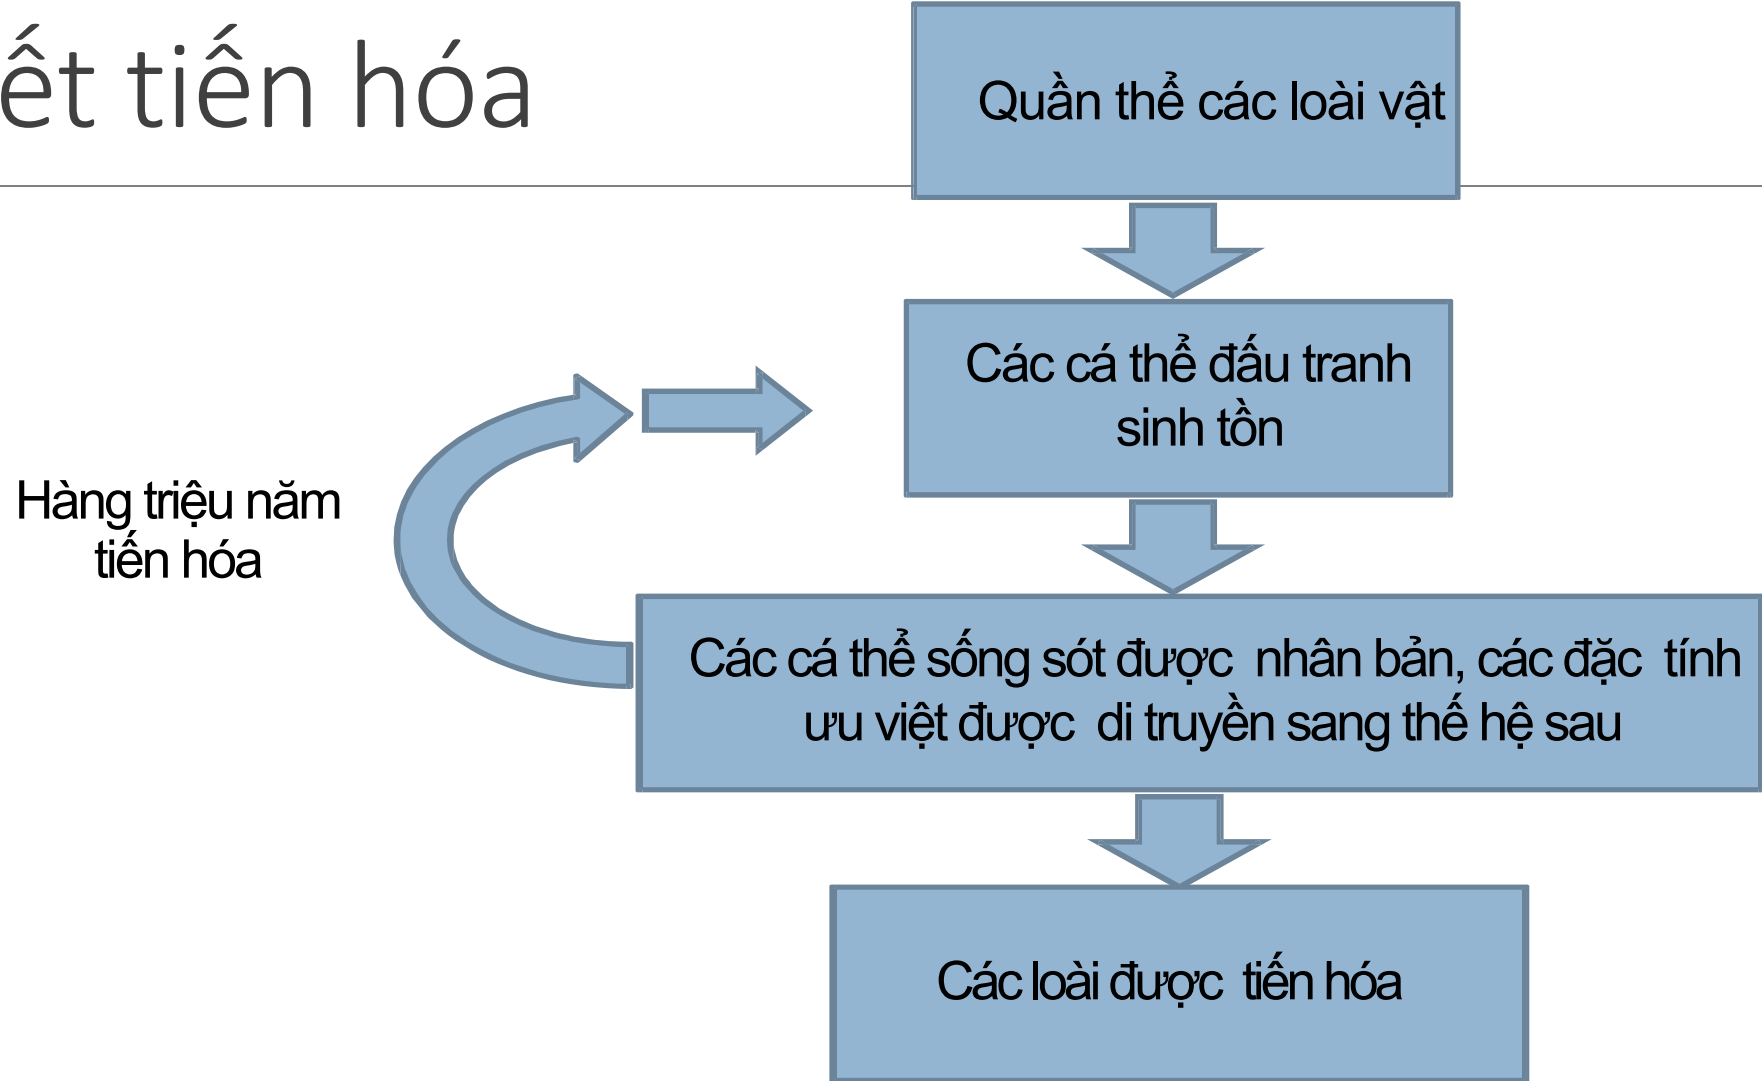 ết tiến hóa
Quần thể các loài vật
Các cá thể đấu tranh
sinh tồn
Hàng triệu năm
tiến hóa
Các cá thể sống sót được nhân bản, các đặc tính
ưu việt được di truyền sang thế hệ sau
Các loài được tiến hóa